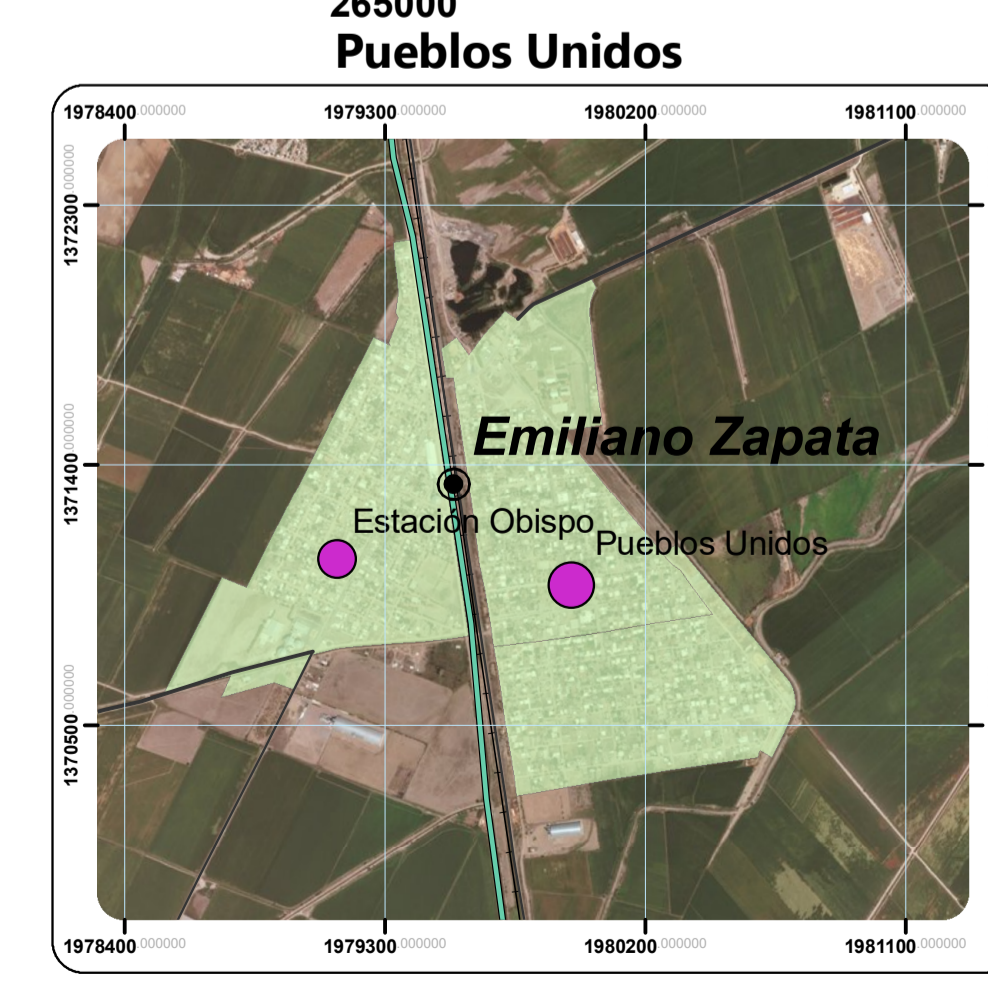 265000
Pueblos Unidos
1978400.000000 1979300.000000 1980200.000000 1981100.000000
1372300.000000
Emiliano Zapata
1371400.000000
Estación Obispo
Pueblos Unidos
1370500.000000
1978400.000000 1979300.000000 1980200.000000 1981100.000000